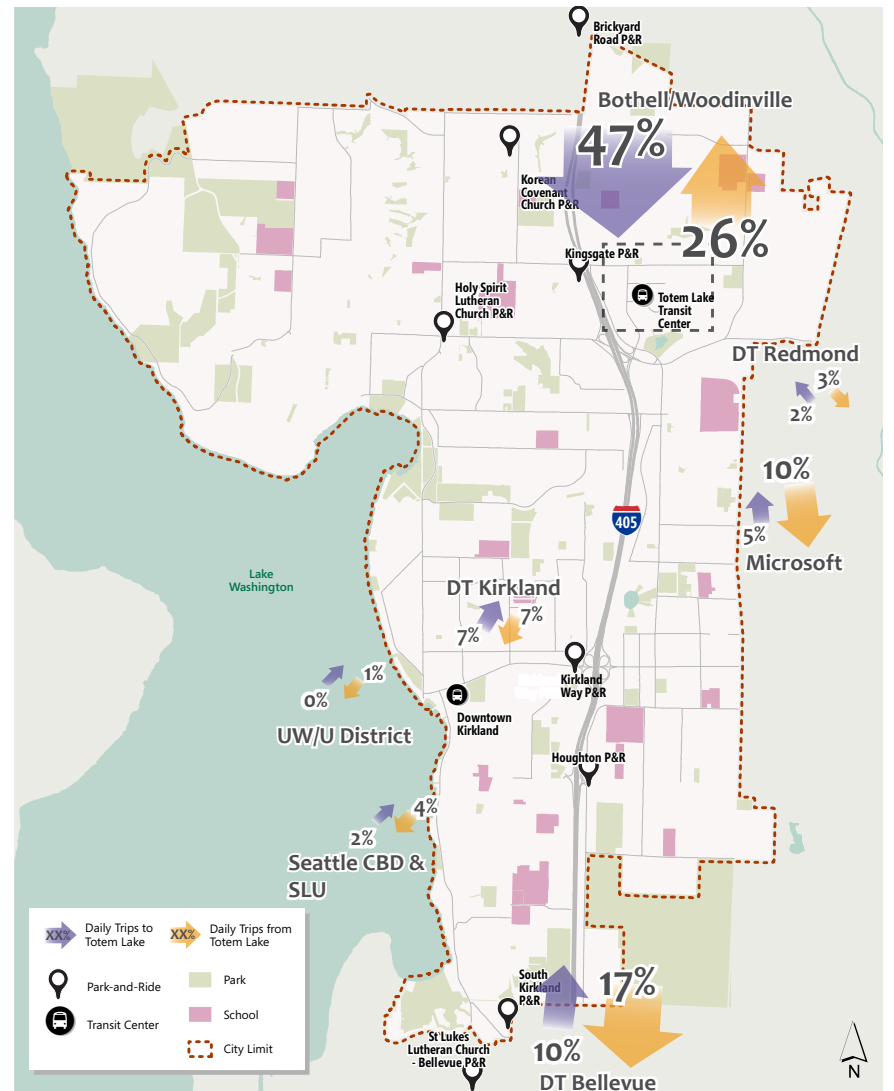 Brickyard
Road P&R
Bothell/Woodinville
47%
26%
Korean
Covenant
Church P&R
Kingsgate P&R
Totem Lake
Transit
Center
Holy Spirit
Lutheran
Church P&R
DT Redmond
3%
2%
10%
5%
Microsoft
405
Lake
Washington
DT Kirkland
7%
7%
Kirkland
Way P&R
1%
0%
UW/U District
Downtown
Kirkland
Houghton P&R
4%
2%
Seattle CBD &
SLU
South
Kirkland
P&R
17%
10%
DT Bellevue
St Lukes
Lutheran Church
- Bellevue P&R
XX%
Daily Trips to
Totem Lake
XX%
Daily Trips from
Totem Lake
Park-and-Ride
Park
Transit Center
School
City Limit
N